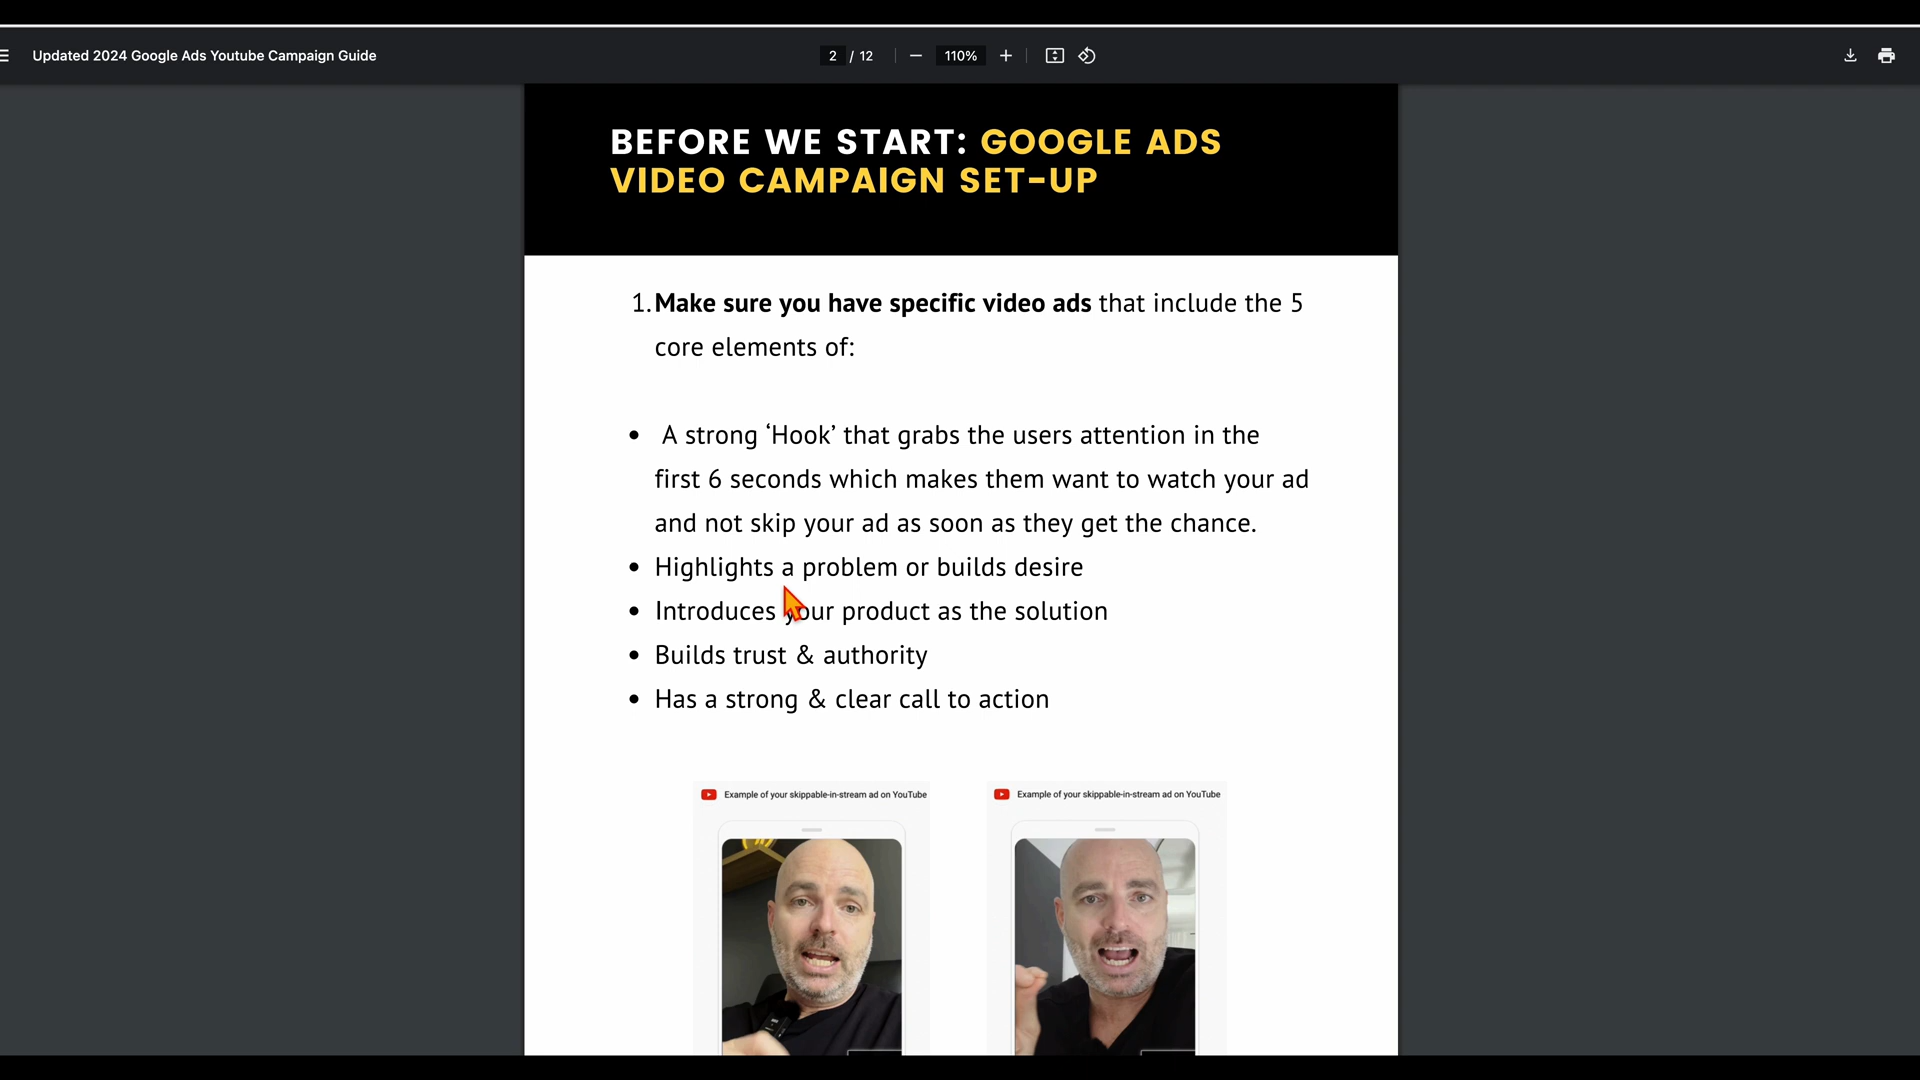 Updated 2024 Google Ads Youtube Campaign Guide
2 / 12
110%
BEFORE WE START: GOOGLE ADS
VIDEO CAMPAIGN SET-UP
1. Make sure you have specific video ads that include the 5
core elements of:
• A strong ‘Hook’ that grabs the users attention in the
first 6 seconds which makes them want to watch your ad
and not skip your ad as soon as they get the chance.
• Highlights a problem or builds desire
• Introduces your product as the solution
• Builds trust & authority
• Has a strong & clear call to action
Example of your skippable-in-stream ad on YouTube
Example of your skippable-in-stream ad on YouTube